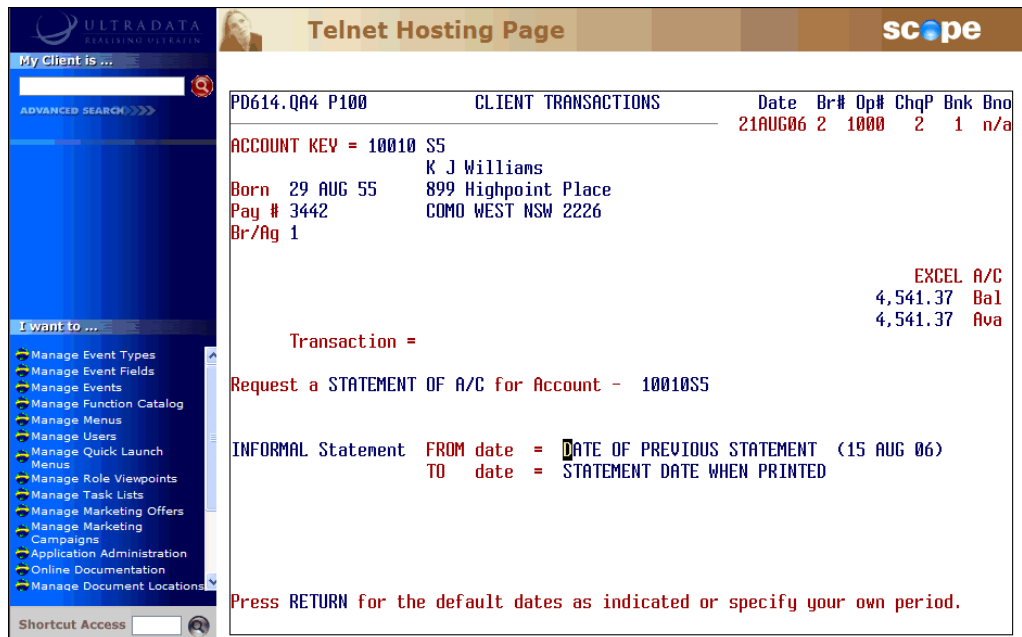 ULTRADATA
REALISING ULTRAFIN
Telnet Hosting Page
scope
My Client is ...
ADVANCED SEARCH
PD614.QA4 P100 CLIENT TRANSACTIONS Date Br# Op# ChqP Bnk Bno
21AUG06 2 1000 2 1 n/a
ACCOUNT KEY = 10010 S5
K J Williams
Born 29 AUG 55 899 Highpoint Place
Pay # 3442 COMO WEST NSW 2226
Br/Ag 1
EXCEL A/C
4,541.37 Bal
4,541.37 Ava
Transaction =
Request a STATEMENT OF A/C for Account - 10010S5
INFORMAL Statement FROM date = DATE OF PREVIOUS STATEMENT (15 AUG 06)
TO date = STATEMENT DATE WHEN PRINTED
Press RETURN for the default dates as indicated or specify your own period.
I want to ...
Manage Event Types
Manage Event Fields
Manage Events
Manage Function Catalog
Manage Menus
Manage Users
Manage Quick Launch
Menus
Manage Role Viewpoints
Manage Task Lists
Manage Marketing Offers
Manage Marketing
Campaigns
Application Administration
Online Documentation
Manage Document Locations
Shortcut Access